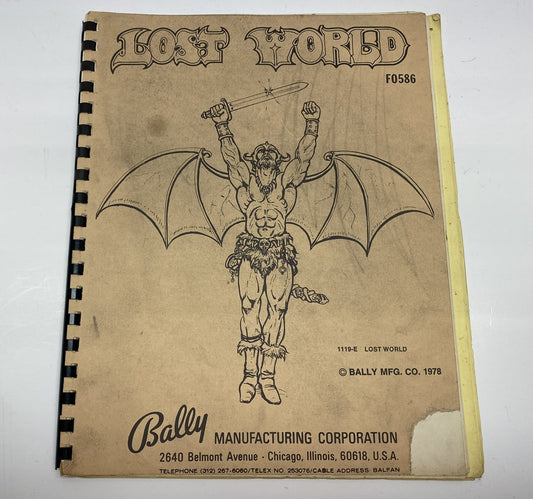 LOST WORLD
FO586
1119-E LOST WORLD
© BALLY MFG. CO. 1978
Bally MANUFACTURING CORPORATION
2640 Belmont Avenue - Chicago, Illinois, 60618, U.S.A.
TELEPHONE (312) 267-6060/TELEX NO 253076/CABLE ADDRESS BALFAN